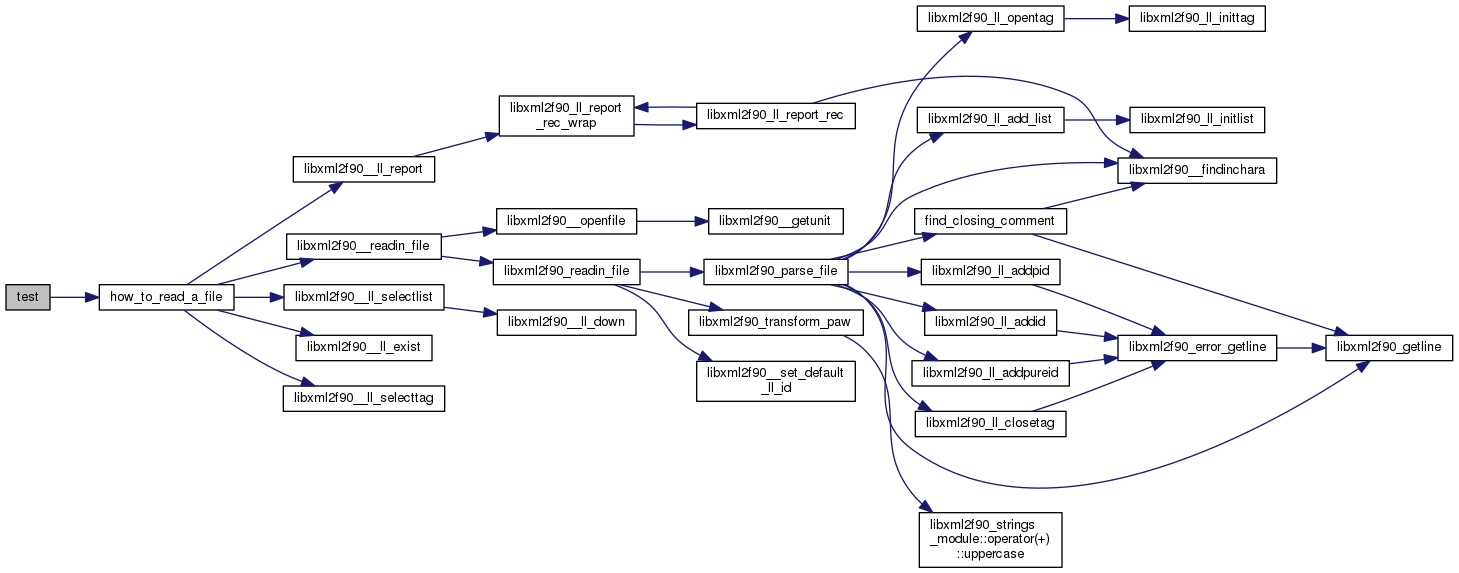 test
how_to_read_a_file
libxml2f90__ll_report
libxml2f90__readin_file
libxml2f90__ll_selectlist
libxml2f90__ll_exist
libxml2f90__ll_selecttag
libxml2f90_ll_report
_rec_wrap
libxml2f90__openfile
libxml2f90_readin_file
libxml2f90__ll_down
libxml2f90_ll_report_rec
libxml2f90__getunit
libxml2f90_parse_file
libxml2f90_transform_paw
libxml2f90__set_default
_ll_id
libxml2f90_ll_opentag
libxml2f90_ll_add_list
find_closing_comment
libxml2f90_ll_addpid
libxml2f90_ll_addid
libxml2f90_ll_addpureid
libxml2f90_ll_closetag
libxml2f90_strings
_module::operator(+)
::uppercase
libxml2f90_ll_inittag
libxml2f90_ll_initlist
libxml2f90__findinchara
libxml2f90_error_getline
libxml2f90_getline